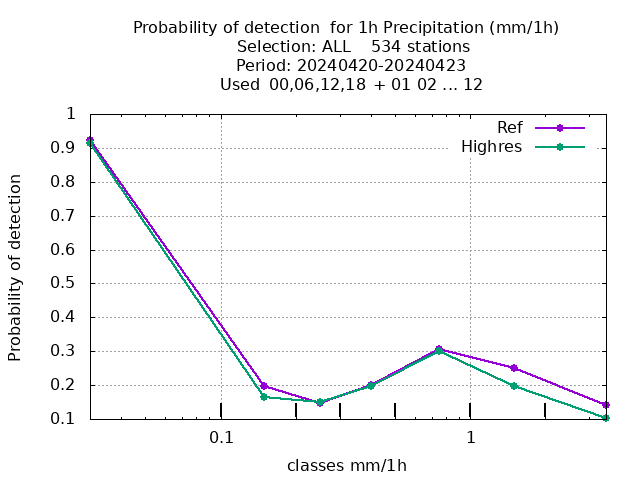 Probability of detection  for 1h Precipitation (mm/1h)
Selection: ALL    534 stations
Period: 20240420-20240423
Used  00,06,12,18  + 01 02 ... 12
Ref
Highres
Probability of detection
1
0.9
0.8
0.7
0.6
0.5
0.4
0.3
0.2
0.1
0.1
1
classes mm/1h